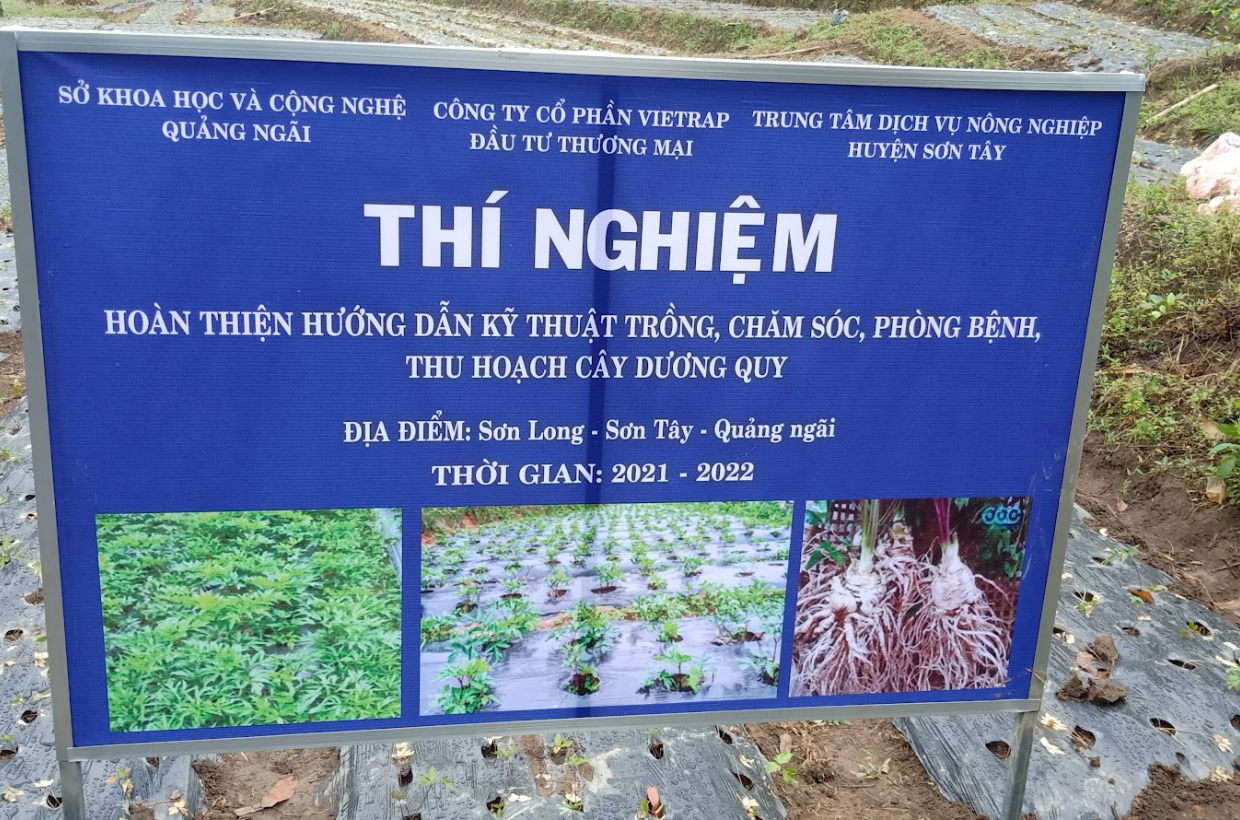 SỞ KHOA HỌC VÀ CÔNG NGHỆ
QUẢNG NGÃI
CÔNG TY CỔ PHẦN VIETRAP
ĐẦU TƯ THƯƠNG MẠI
TRUNG TÂM DỊCH VỤ NÔNG NGHIỆP
HUYỆN SƠN TÂY
THÍ NGHIỆM
HOÀN THIỆN HƯỚNG DẪN KỸ THUẬT TRỒNG, CHĂM SÓC, PHÒNG BỆNH,
THU HOẠCH CÂY DƯƠNG QUY
ĐỊA ĐIỂM: Sơn Long - Sơn Tây - Quảng ngãi
THỜI GIAN: 2021 - 2022